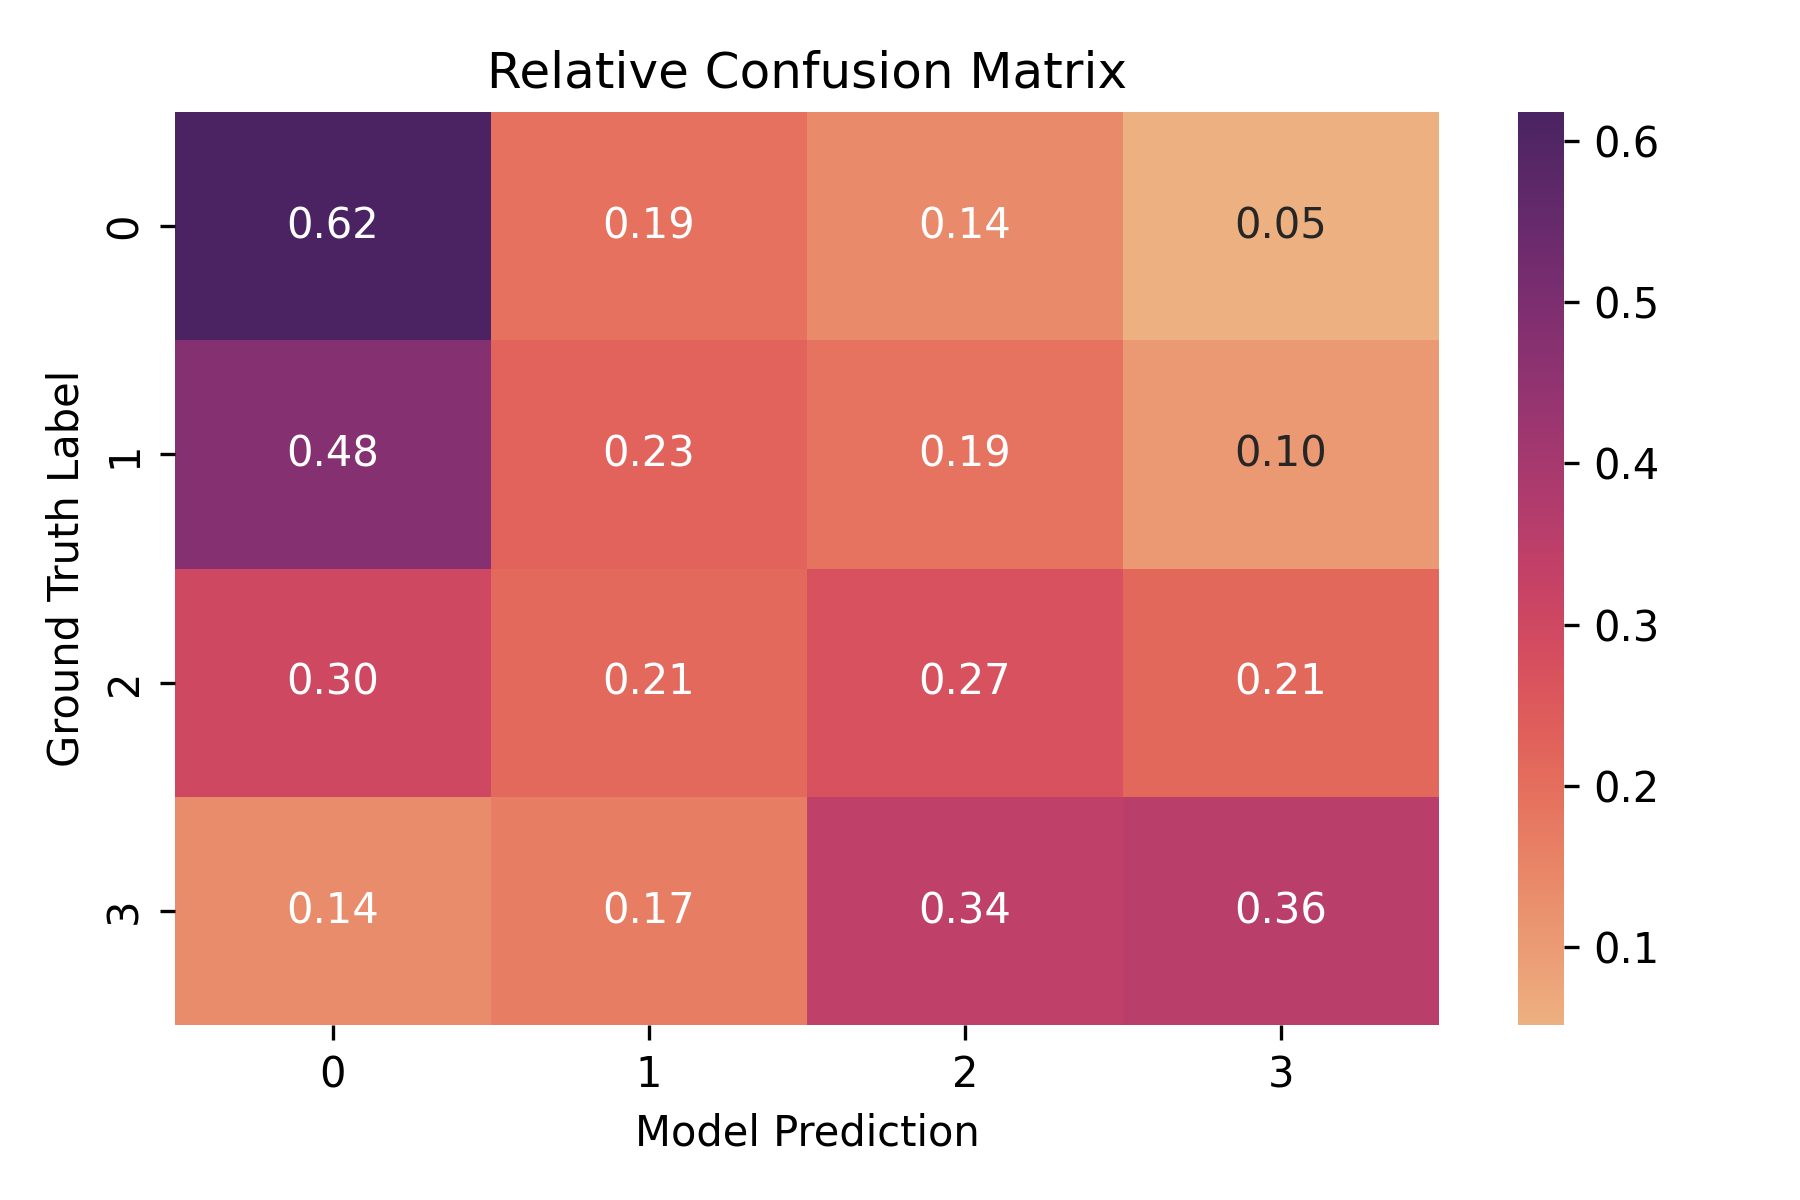 Relative Confusion Matrix
0 0.62 0.19 0.14 0.05
1 0.48 0.23 0.19 0.10
2 0.30 0.21 0.27 0.21
3 0.14 0.17 0.34 0.36
0 1 2 3
Ground Truth Label
Model Prediction
0.6
0.5
0.4
0.3
0.2
0.1